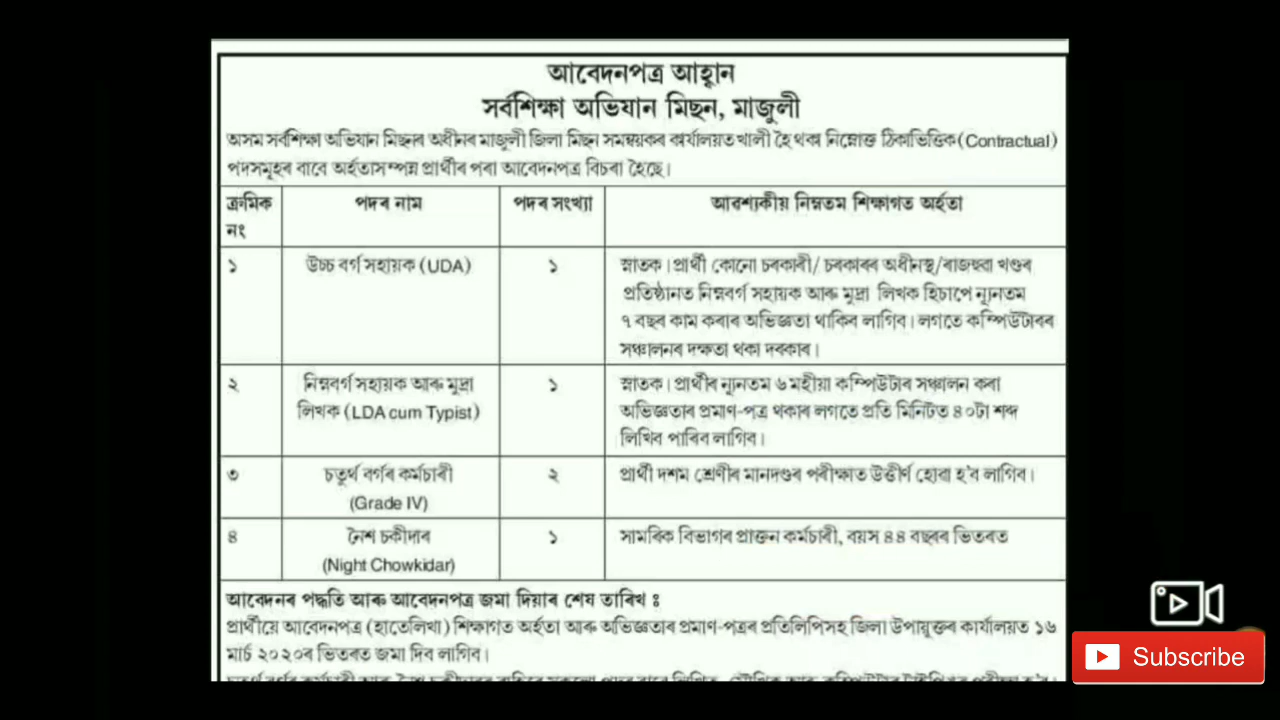 আবেদনপত্ৰ আহ্বান
সৰ্বশিক্ষা অভিযান মিছন, মাজুলী
অসম সৰ্বশিক্ষা অভিযান মিছনৰ অধীনৰ মাজুলী জিলা মিছন সমন্বয়কৰ কাৰ্যালয়ত খালী হৈ থকা নিম্নোক্ত ঠিকাভিত্তিক (Contractual)
পদসমূহৰ বাবে অৰ্হতাসম্পন্ন প্ৰাৰ্থীৰ পৰা আবেদনপত্ৰ বিচৰা হৈছে।
ক্ৰমিক নং পদৰ নাম পদৰ সংখ্যা আৱশ্যকীয় নিম্নতম শিক্ষাগত অৰ্হতা
১ উচ্চ বৰ্গ সহায়ক (UDA) ১ স্নাতক। প্ৰাৰ্থী কোনো চৰকাৰী/ চৰকাৰৰ অধীনস্থ/ৰাজহুৱা খণ্ডৰ
প্ৰতিষ্ঠানত নিম্নবৰ্গ সহায়ক আৰু মুদ্ৰা লিখক হিচাপে ন্যূনতম
৭ বছৰ কাম কৰাৰ অভিজ্ঞতা থাকিব লাগিব। লগতে কম্পিউটাৰৰ
সঞ্চালনৰ দক্ষতা থকা দৰকাৰ।
২ নিম্নবৰ্গ সহায়ক আৰু মুদ্ৰা
লিখক (LDA cum Typist) ১ স্নাতক। প্ৰাৰ্থীৰ ন্যূনতম ৬ মহীয়া কম্পিউটাৰ সঞ্চালন কৰা
অভিজ্ঞতাৰ প্ৰমাণ-পত্ৰ থকাৰ লগতে প্ৰতি মিনিটত ৪০টা শব্দ
লিখিব পাৰিব লাগিব।
৩ চতুৰ্থ বৰ্গৰ কৰ্মচাৰী
(Grade IV) ২ প্ৰাৰ্থী দশম শ্ৰেণীৰ মানদণ্ডৰ পৰীক্ষাত উত্তীৰ্ণ হোৱা হ'ব লাগিব।
৪ নৈশ চকীদাৰ
(Night Chowkidar) ১ সামৰিক বিভাগৰ প্ৰাক্তন কৰ্মচাৰী, বয়স ৪৪ বছৰৰ ভিতৰত
আবেদনৰ পদ্ধতি আৰু আবেদনপত্ৰ জমা দিয়াৰ শেষ তাৰিখ ঃ
প্ৰাৰ্থীয়ে আবেদনপত্ৰ (হাতেলিখা) শিক্ষাগত অৰ্হতা আৰু অভিজ্ঞতাৰ প্ৰমাণ-পত্ৰৰ প্ৰতিলিপিসহ জিলা উপায়ুক্তৰ কাৰ্যালয়ত ১৬
মাৰ্চ ২০২০ৰ ভিতৰত জমা দিব লাগিব।
Subscribe